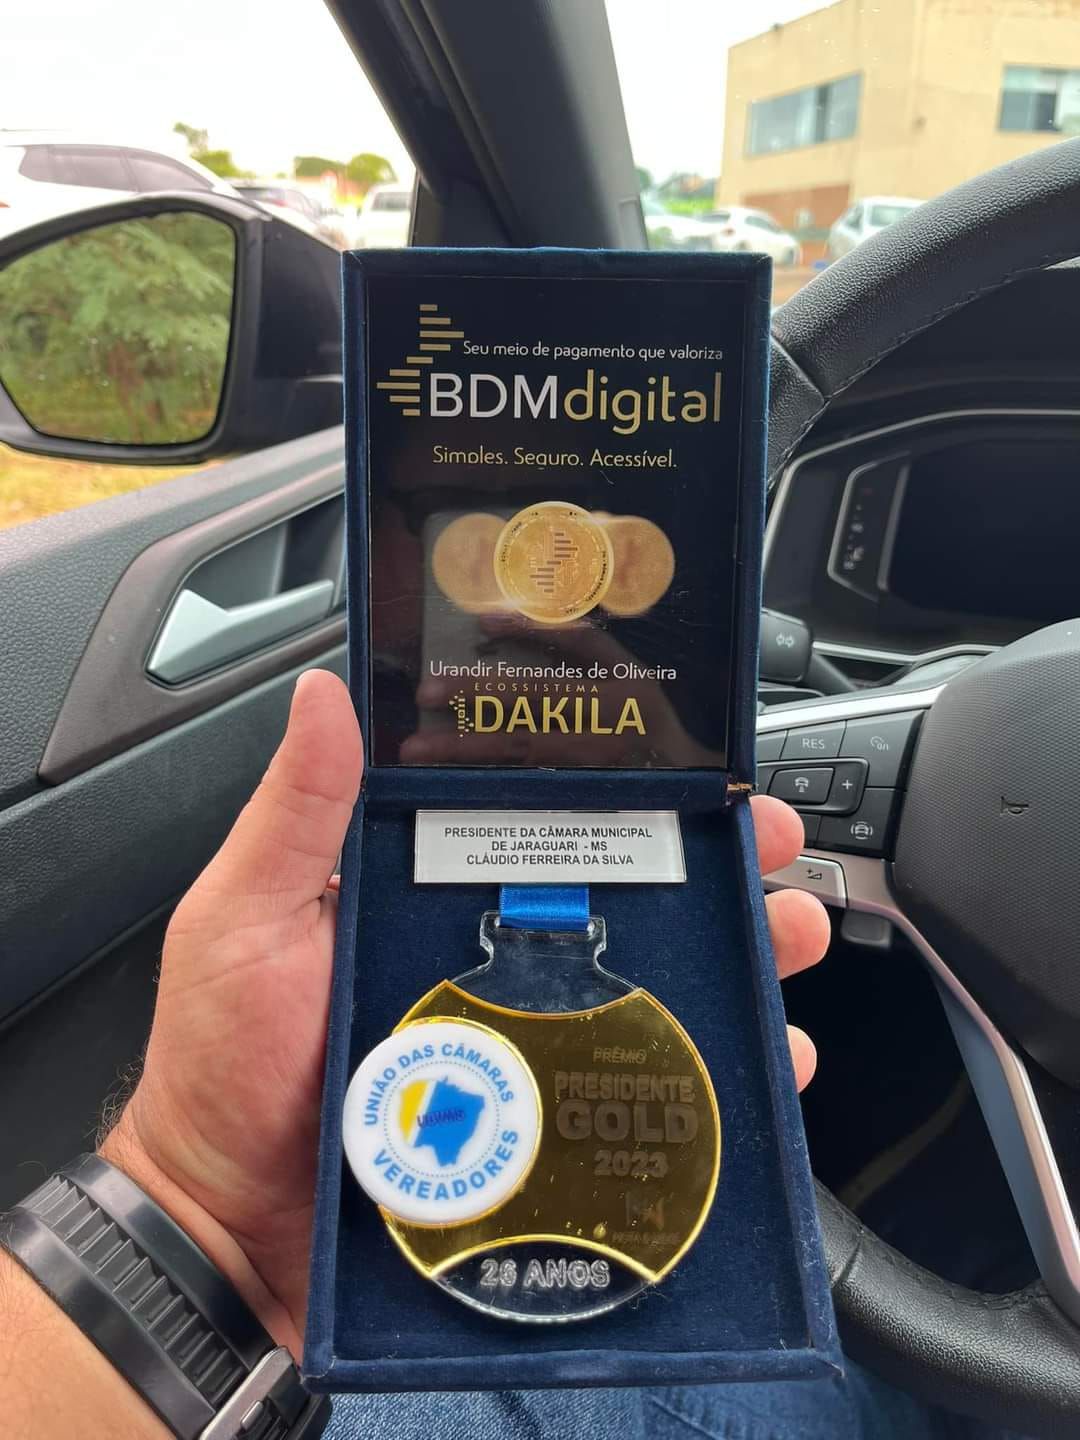 Seu meio de pagamento que valoriza
BDMdigital
Simples. Seguro. Acessível.
Urandir Fernandes de Oliveira
ECOSSISTEMA
DAKILA
PRESIDENTE DA CÂMARA MUNICIPAL
DE JARAGUARI - MS
CLÁUDIO FERREIRA DA SILVA
UNIÃO DAS CÂMARAS
VEREADORES
PRÊMIO
PRESIDENTE
GOLD
2023
26 ANOS
RES